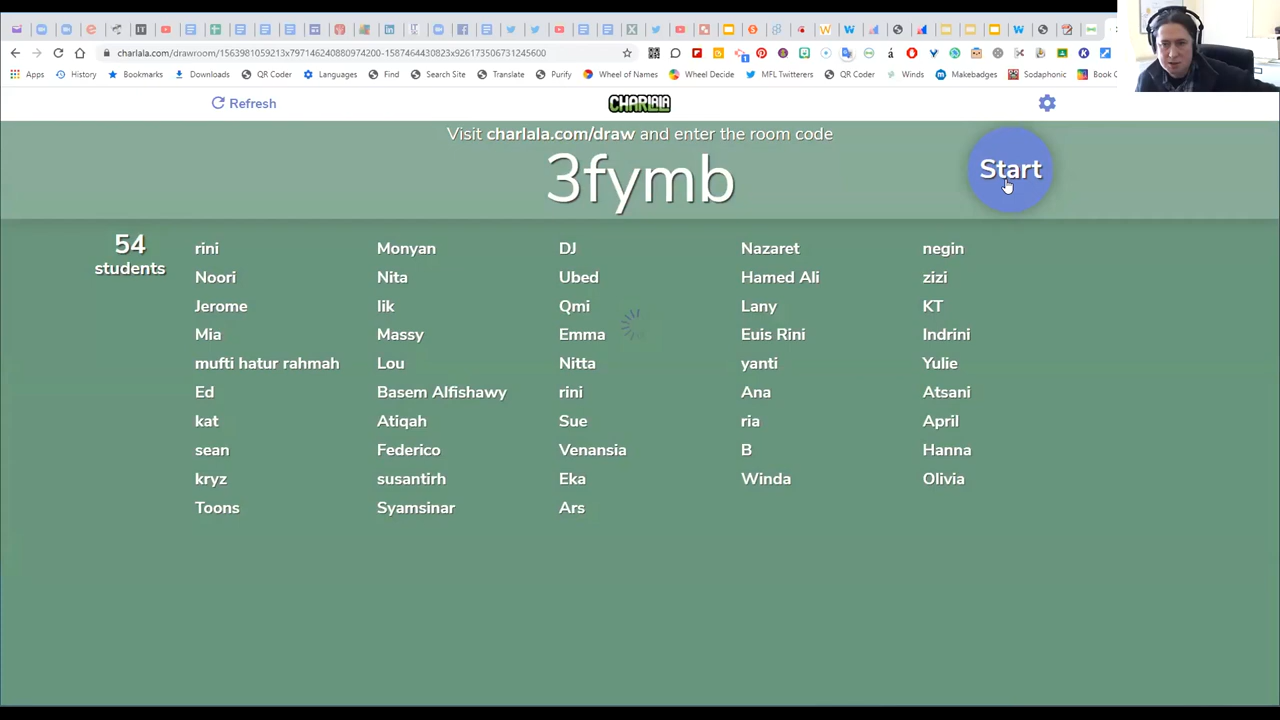 charlala.com/drawroom/1563981059213x797146240880974200-1587464430823x926173506731245600
Apps History Bookmarks Downloads QR Coder Languages Find Search Site Translate Purify Wheel of Names Wheel Decide MFL Twitterers QR Coder Winds Makebadges Sodaphonic Book
Refresh
CHARLALA
Visit charlala.com/draw and enter the room code
3fymb
Start
54
students
rini Monyan DJ Nazaret negin
Noori Nita Ubed Hamed Ali zizi
Jerome Qmi Lany KT
Mia Massy Emma Euis Rini Indrini
mufti hatur rahmah Lou Nitta yanti Yulie
Ed Basem Alfishawy rini Ana Atsani
kat Atiqah Sue ria April
sean Federico Venansia B Hanna
kryz susantirh Eka Winda Olivia
Toons Syamsinar Ars